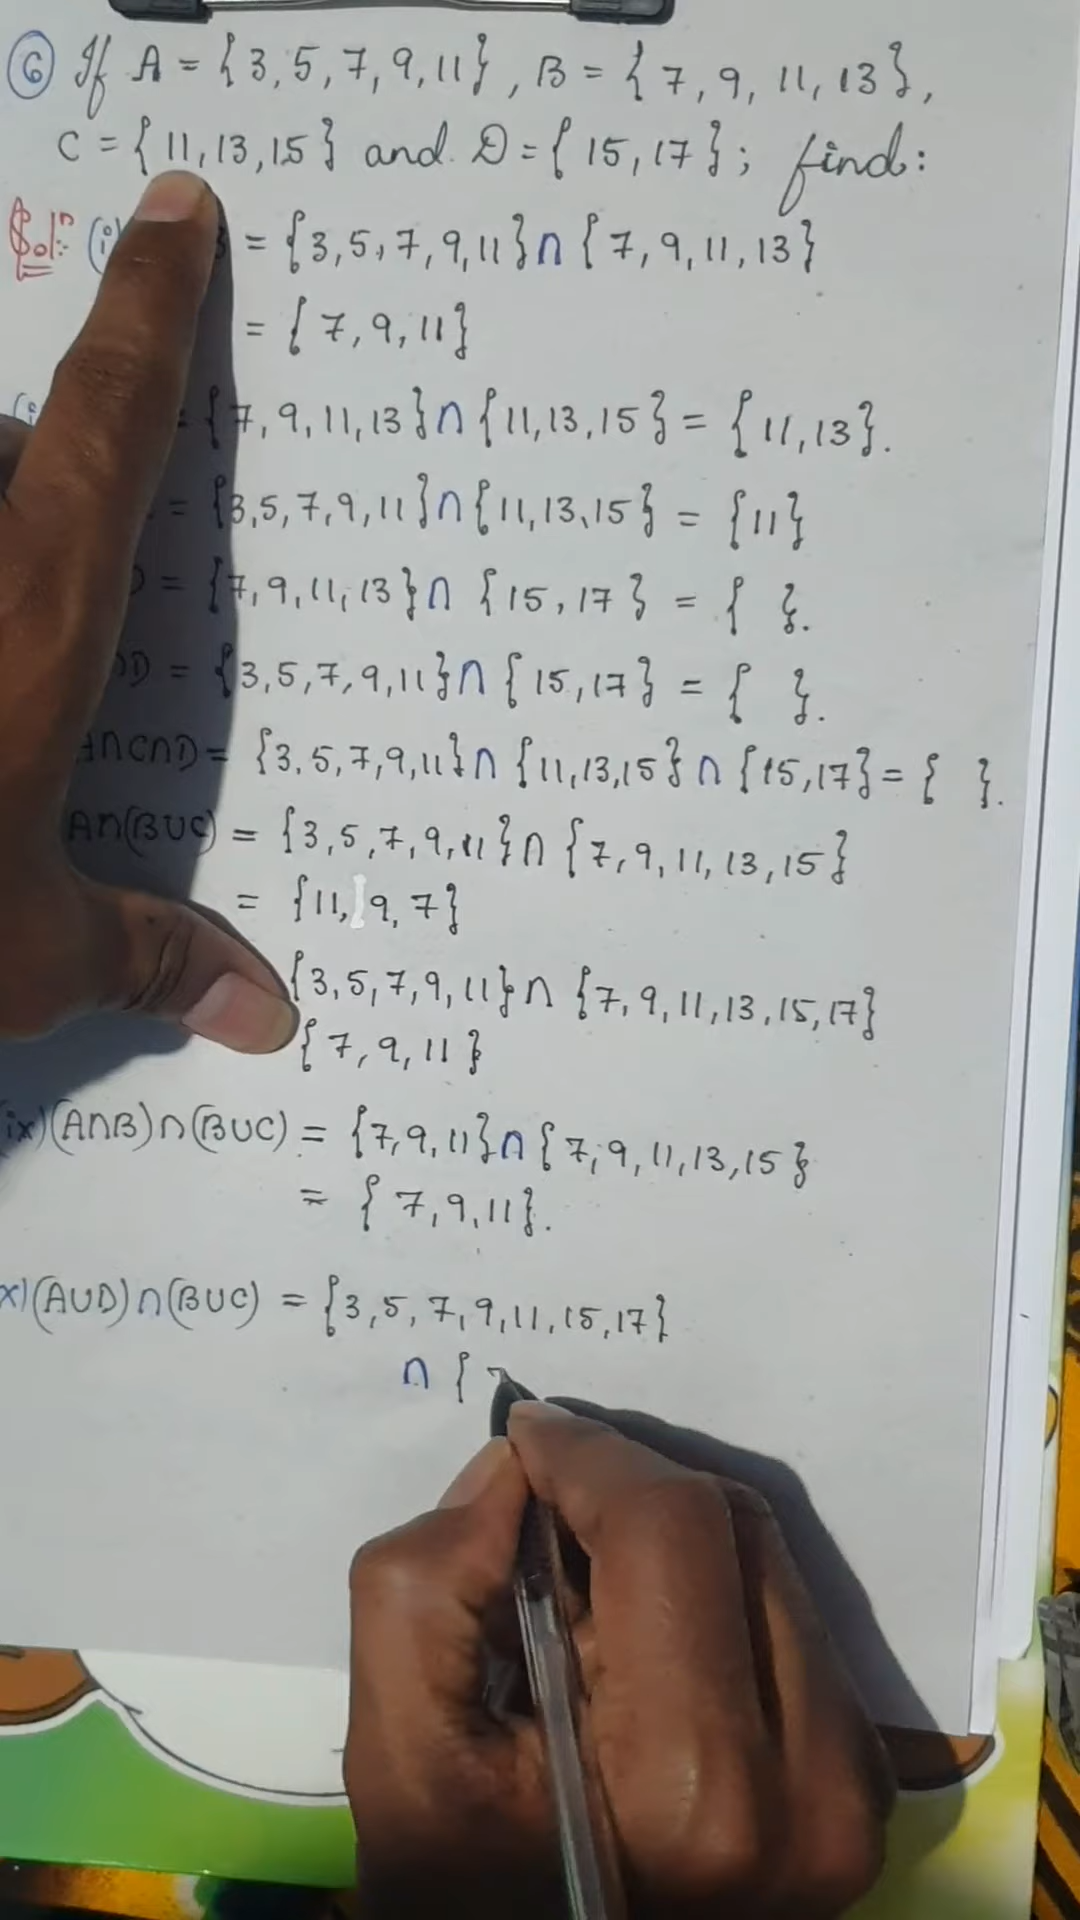 ⑥ If A = {3, 5, 7, 9, 11}, B = {7, 9, 11, 13},
C = {11, 13, 15} and D = {15, 17}; find:
Solⁿ: (i) B = {3, 5, 7, 9, 11} ∩ {7, 9, 11, 13}
= {7, 9, 11}
= {7, 9, 11, 13} ∩ {11, 13, 15} = {11, 13}.
= {3, 5, 7, 9, 11} ∩ {11, 13, 15} = {11}
D = {7, 9, 11, 13} ∩ {15, 17} = { }.
∩D = {3, 5, 7, 9, 11} ∩ {15, 17} = { }.
A∩C∩D = {3, 5, 7, 9, 11} ∩ {11, 13, 15} ∩ {15, 17} = { }.
A∩(B∪C) = {3, 5, 7, 9, 11} ∩ {7, 9, 11, 13, 15}
= {11, 9, 7}
{3, 5, 7, 9, 11} ∩ {7, 9, 11, 13, 15, 17}
{7, 9, 11}
ix) (A∩B)∩(B∪C) = {7, 9, 11} ∩ {7, 9, 11, 13, 15}
= {7, 9, 11}.
x) (A∪D)∩(B∪C) = {3, 5, 7, 9, 11, 15, 17}
∩ {